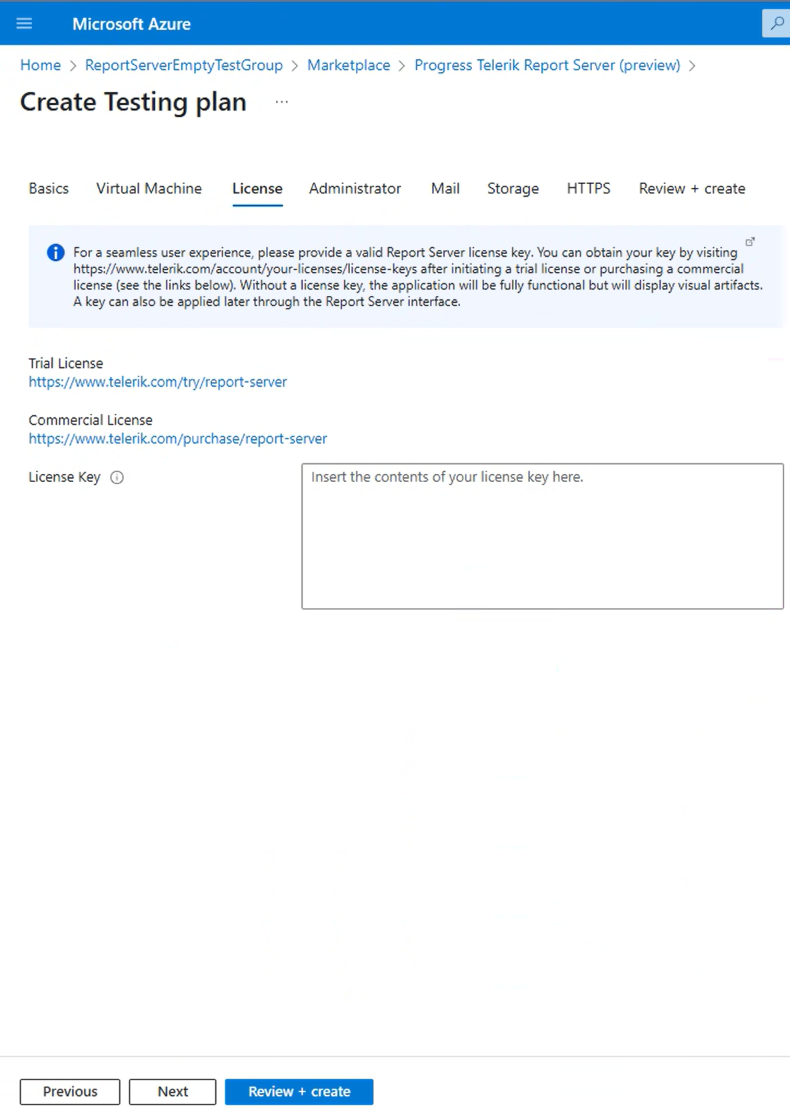 Microsoft Azure
Home > ReportServerEmptyTestGroup > Marketplace > Progress Telerik Report Server (preview) >
Create Testing plan ...
Basics Virtual Machine License Administrator Mail Storage HTTPS Review + create
For a seamless user experience, please provide a valid Report Server license key. You can obtain your key by visiting
https://www.telerik.com/account/your-licenses/license-keys after initiating a trial license or purchasing a commercial
license (see the links below). Without a license key, the application will be fully functional but will display visual artifacts.
A key can also be applied later through the Report Server interface.
Trial License
https://www.telerik.com/try/report-server
Commercial License
https://www.telerik.com/purchase/report-server
License Key
Insert the contents of your license key here.
Previous Next Review + create